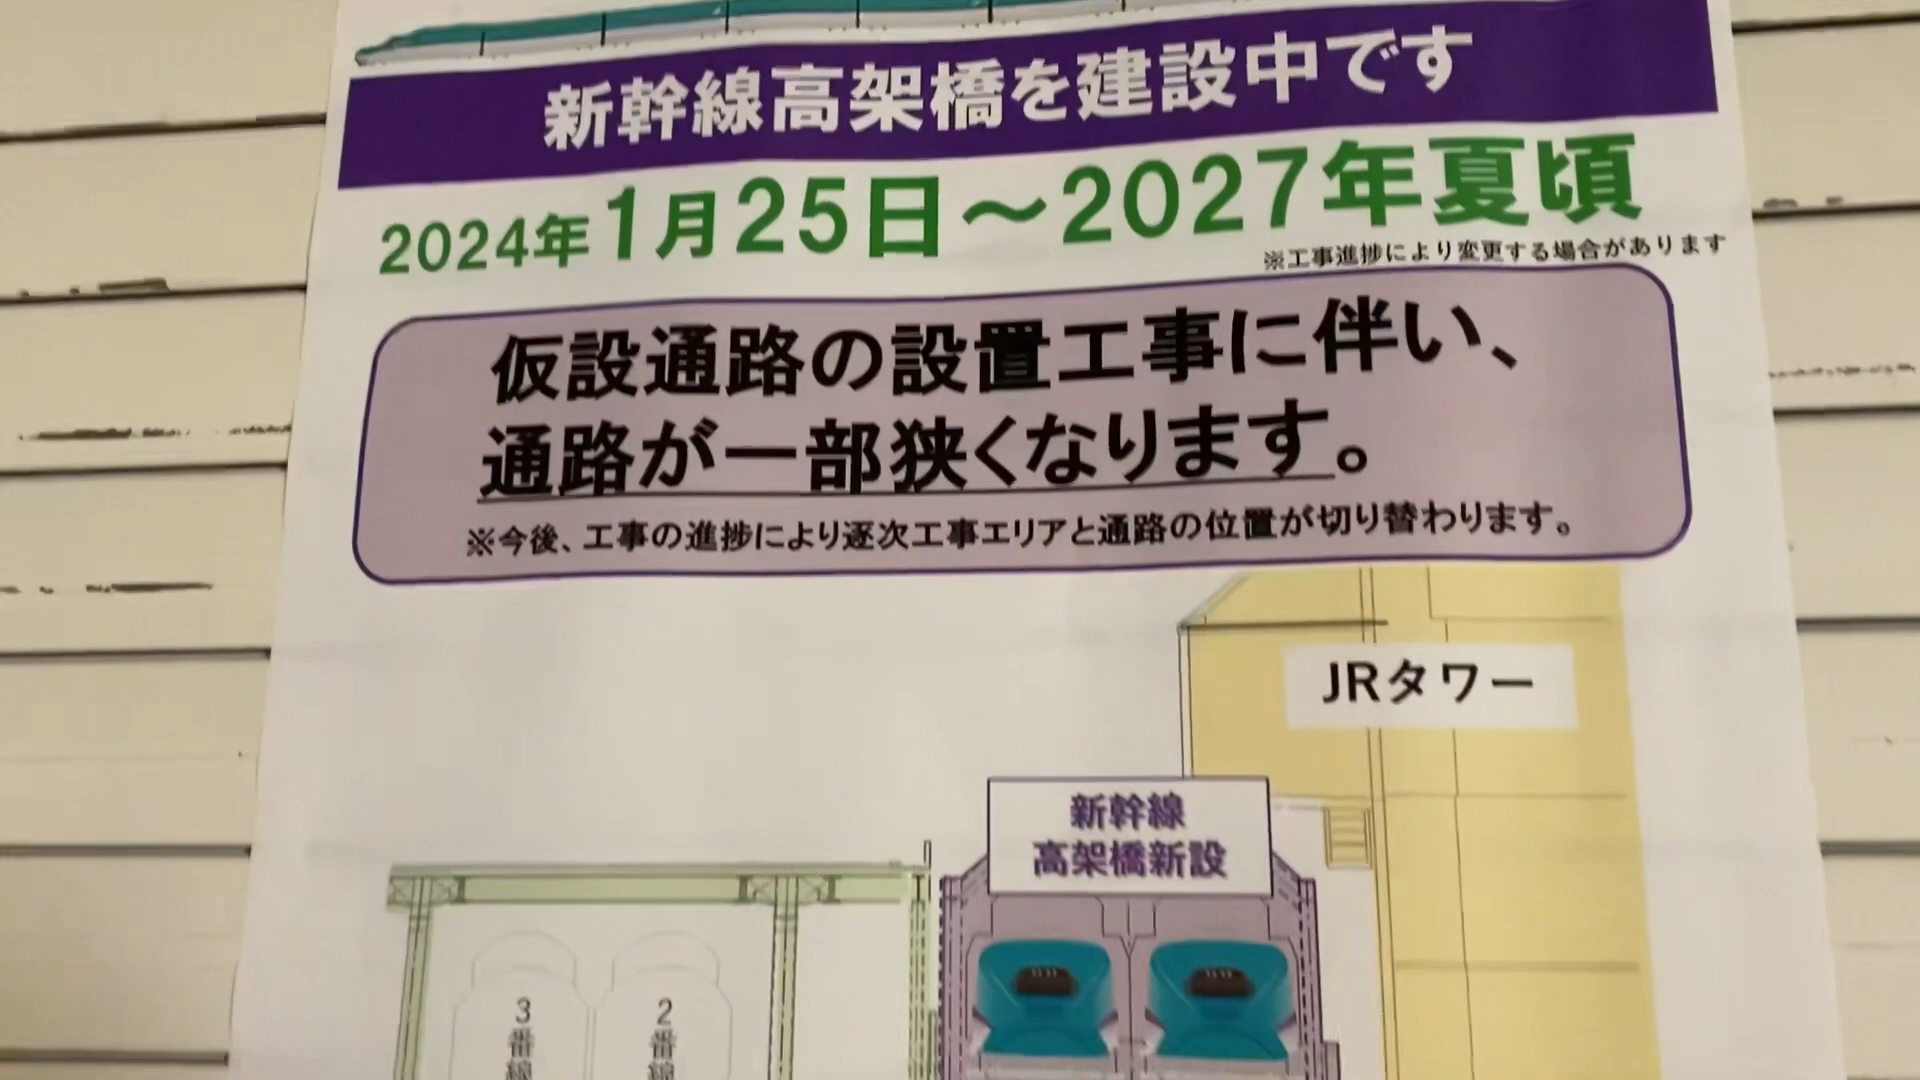 新幹線高架橋を建設中です
2024年1月25日～2027年夏頃
※工事進捗により変更する場合があります
仮設通路の設置工事に伴い、
通路が一部狭くなります。
※今後、工事の進捗により逐次工事エリアと通路の位置が切り替わります。
JRタワー
新幹線
高架橋新設
3番線
2番線